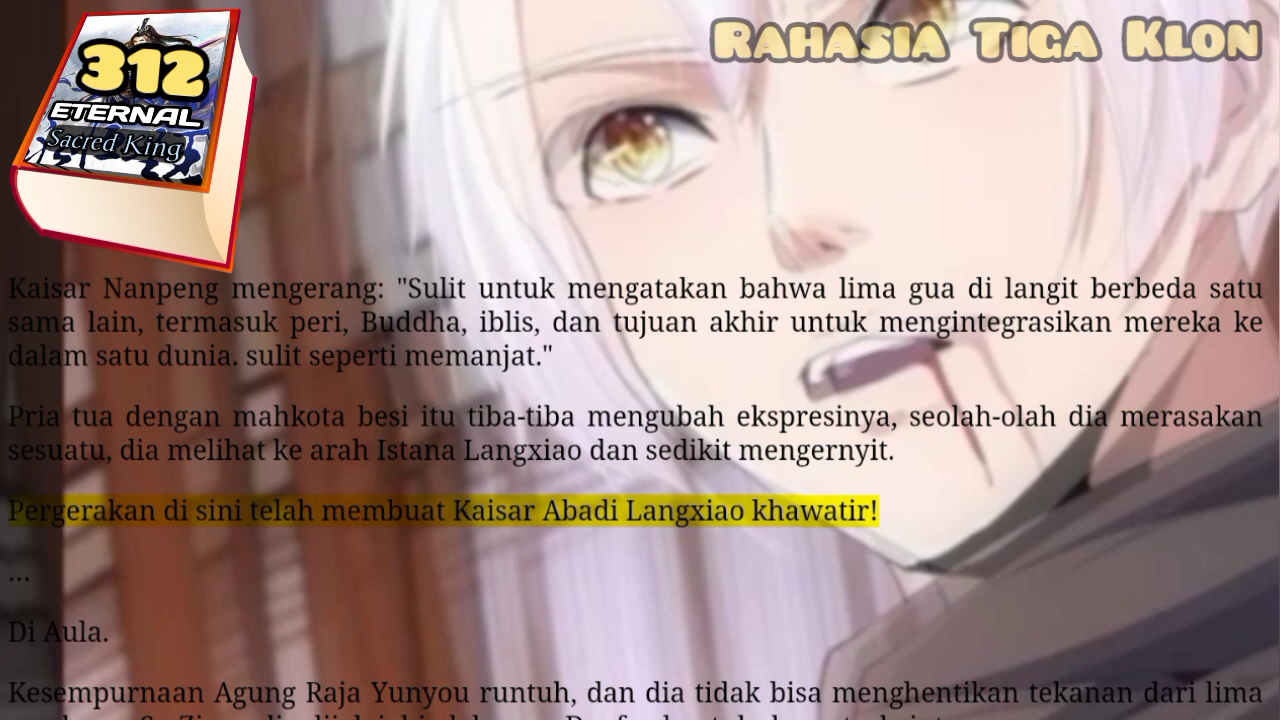 Rahasia Tiga Klon
312
ETERNAL
Sacred King
Kaisar Nanpeng mengerang: "Sulit untuk mengatakan bahwa lima gua di langit berbeda satu
sama lain, termasuk peri, Buddha, iblis, dan tujuan akhir untuk mengintegrasikan mereka ke
dalam satu dunia. sulit seperti memanjat."
Pria tua dengan mahkota besi itu tiba-tiba mengubah ekspresinya, seolah-olah dia merasakan
sesuatu, dia melihat ke arah Istana Langxiao dan sedikit mengernyit.
Pergerakan di sini telah membuat Kaisar Abadi Langxiao khawatir!
...
Di Aula.
Kesempurnaan Agung Raja Yunyou runtuh, dan dia tidak bisa menghentikan tekanan dari lima